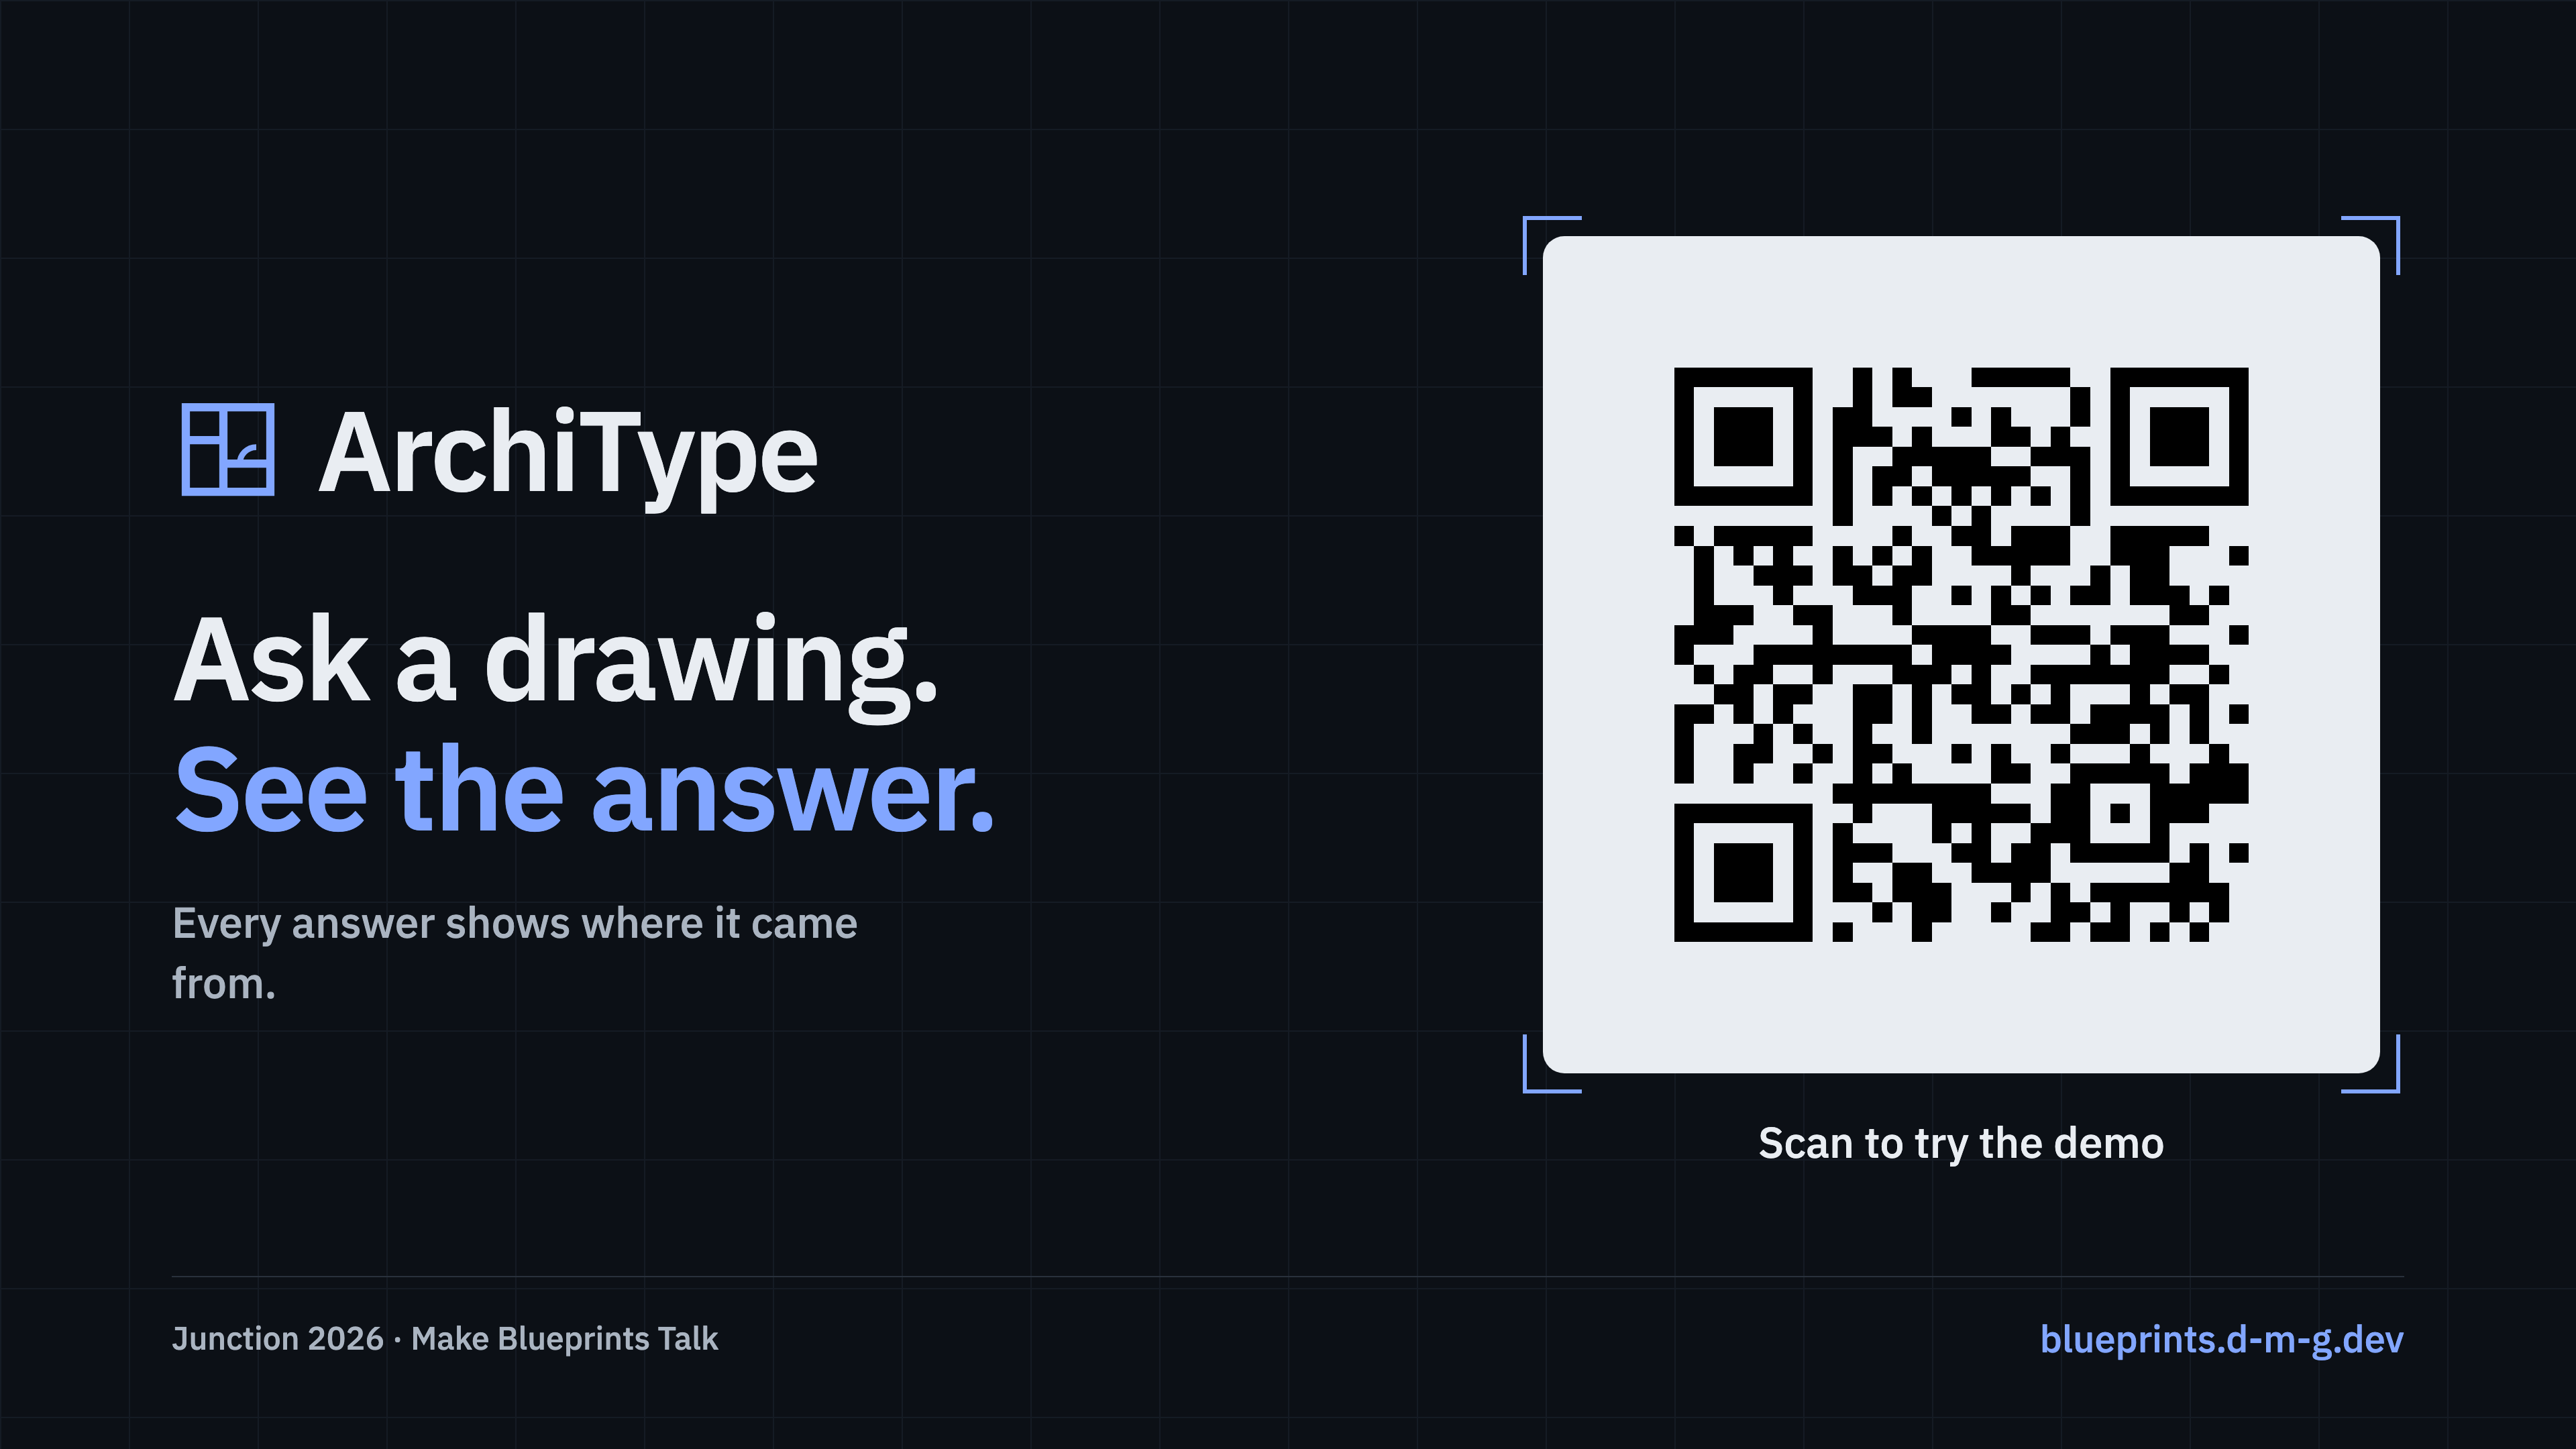 ArchiType
Ask a drawing.
See the answer.
Every answer shows where it came
from.
Scan to try the demo
Junction 2026 · Make Blueprints Talk
blueprints.d-m-g.dev